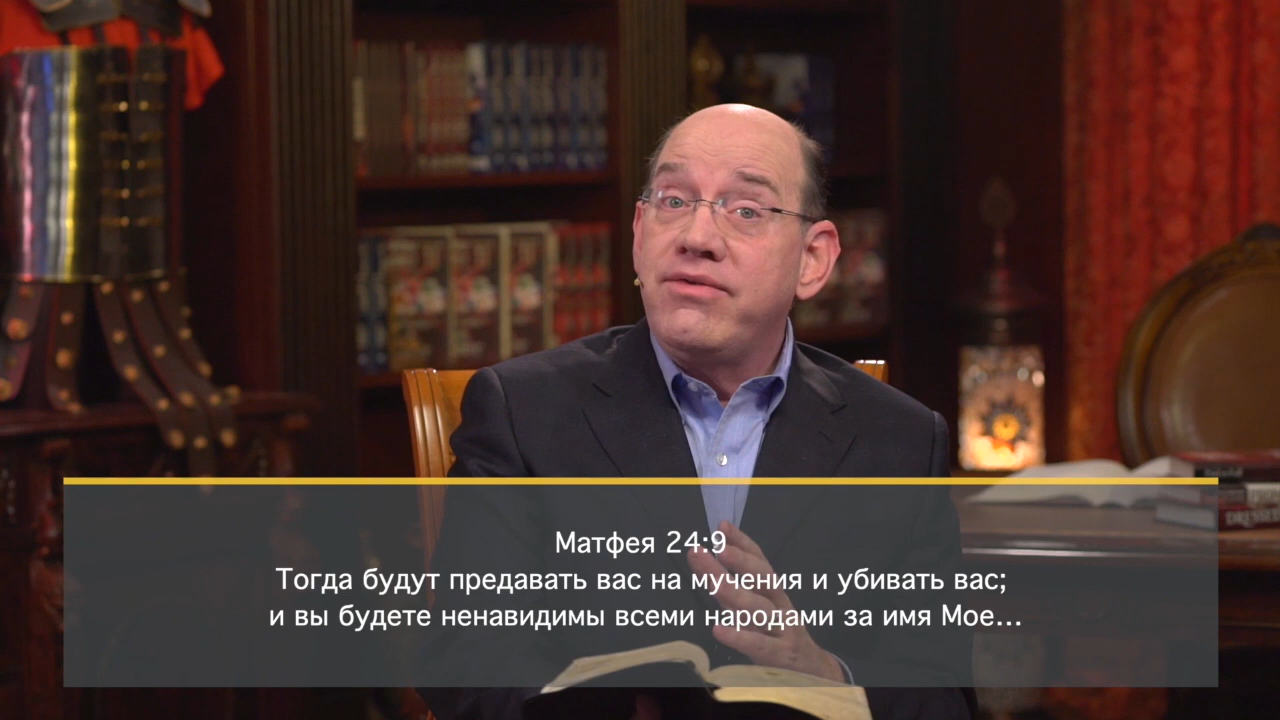 Матфея 24:9
Тогда будут предавать вас на мучения и убивать вас;
и вы будете ненавидимы всеми народами за имя Мое...